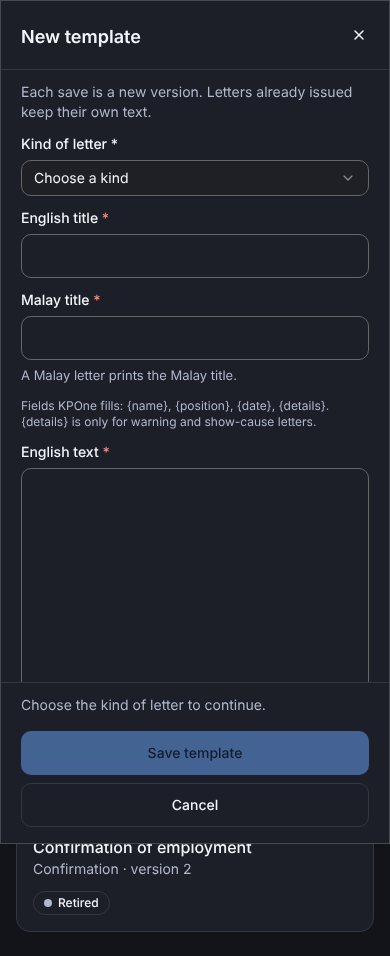 New template
Each save is a new version. Letters already issued
keep their own text.
Kind of letter *
Choose a kind
English title *
Malay title *
A Malay letter prints the Malay title.
Fields KPOne fills: {name}, {position}, {date}, {details}.
{details} is only for warning and show-cause letters.
English text *
Choose the kind of letter to continue.
Save template
Cancel
Confirmation of employment
Confirmation · version 2
Retired